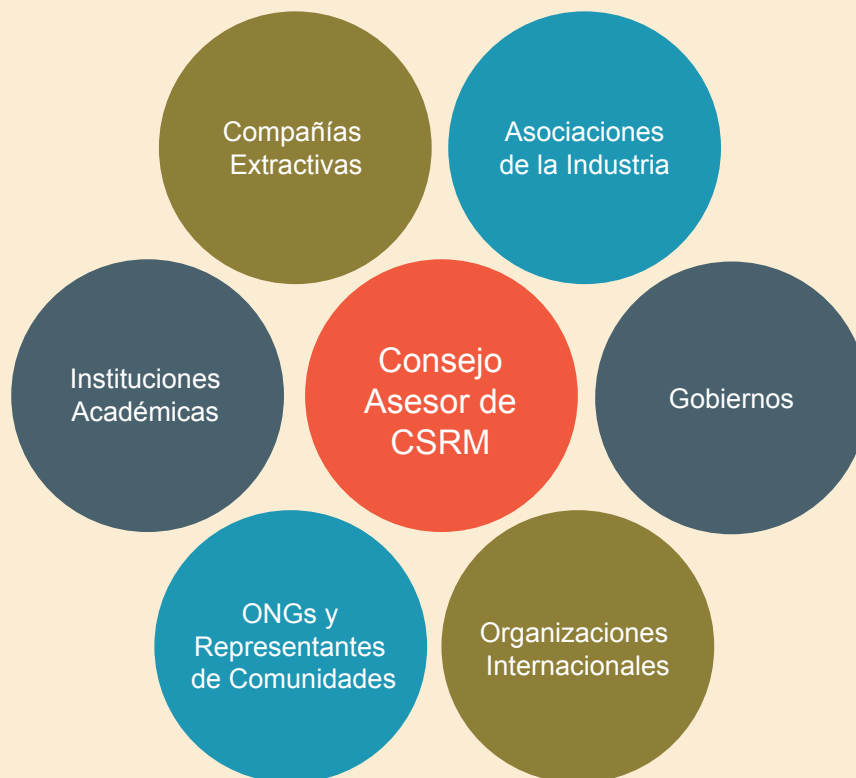 Compañías
Extractivas
Asociaciones
de la Industria
Instituciones
Académicas
Consejo
Asesor de
CSRM
Gobiernos
ONGs y
Representantes
de Comunidades
Organizaciones
Internacionales